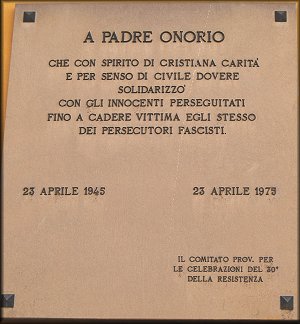 A PADRE ONORIO
CHE CON SPIRITO DI CRISTIANA CARITÀ
E PER SENSO DI CIVILE DOVERE
SOLIDARIZZO'
CON GLI INNOCENTI PERSEGUITATI
FINO A CADERE VITTIMA EGLI STESSO
DEI PERSECUTORI FASCISTI.
23 APRILE 1945 23 APRILE 1975
IL COMITATO PROV. PER
LE CELEBRAZIONI DEL 30°
DELLA RESISTENZA